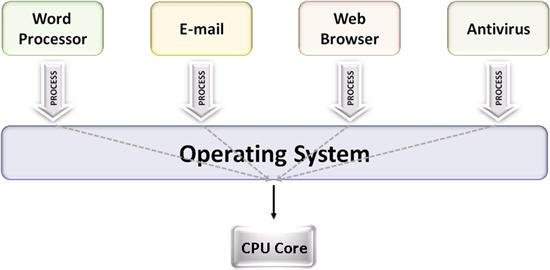 Word
Processor
E-mail
Web
Browser
Antivirus
PROCESS
PROCESS
PROCESS
PROCESS
Operating System
CPU Core